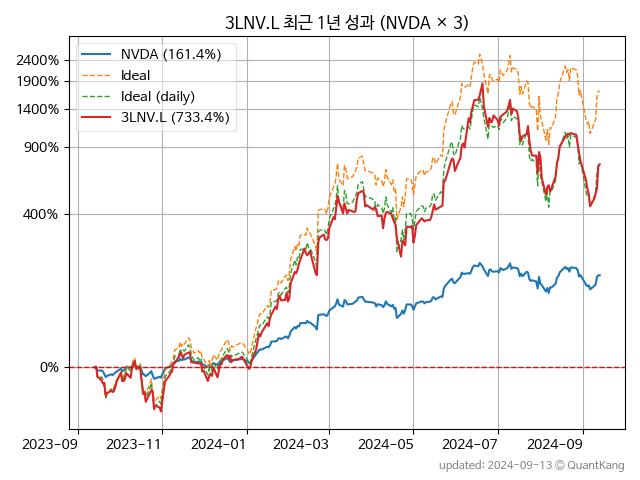 3LNV.L 최근 1년 성과 (NVDA × 3)
NVDA (161.4%)
Ideal
Ideal (daily)
3LNV.L (733.4%)
2400%
1900%
1400%
900%
400%
0%
2023-09
2023-11
2024-01
2024-03
2024-05
2024-07
2024-09
updated: 2024-09-13 © QuantKang